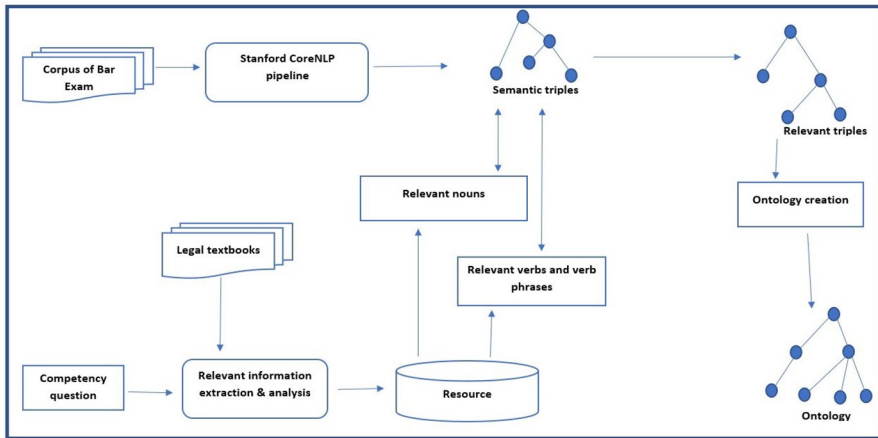 Corpus of Bar
Exam
Stanford CoreNLP
pipeline
Semantic triples
Relevant triples
Relevant nouns
Ontology creation
Legal textbooks
Relevant verbs and verb
phrases
Competency
question
Relevant information
extraction & analysis
Resource
Ontology